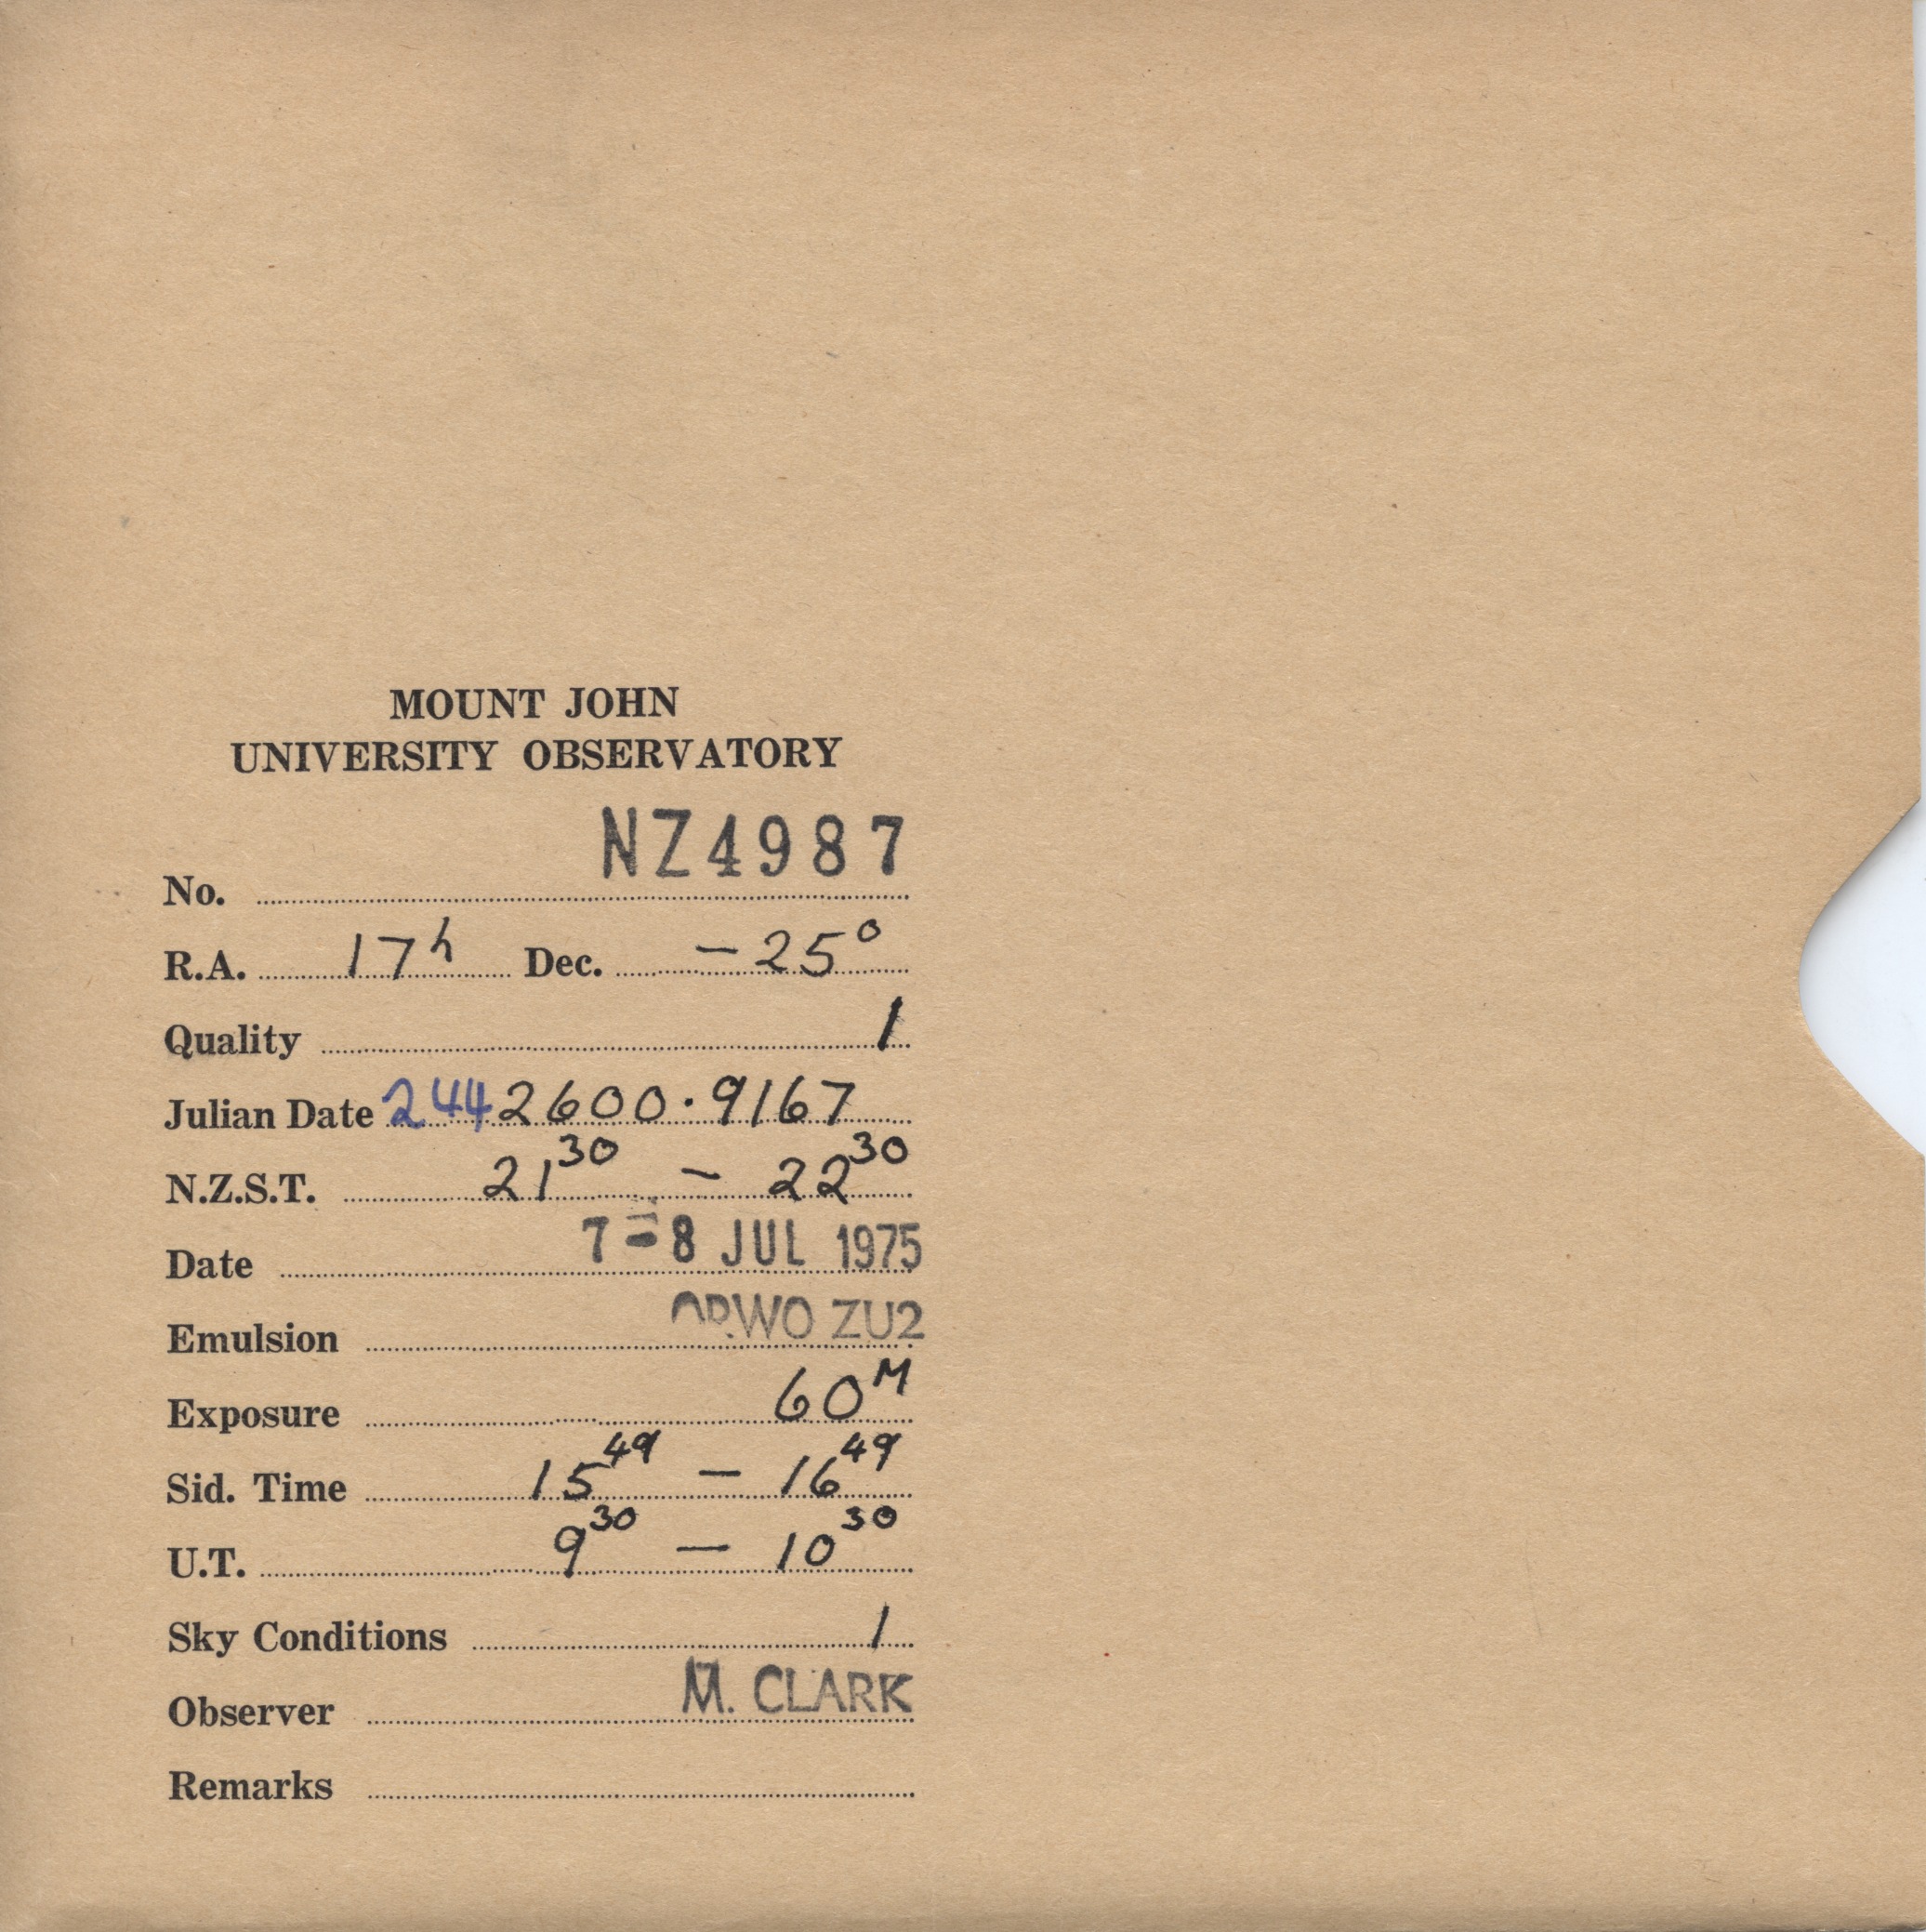 MOUNT JOHN
UNIVERSITY OBSERVATORY
No. NZ4987
R.A. 17h Dec. -25°
Quality 1
Julian Date 2442600.9167
N.Z.S.T. 21 30 - 22 30
Date 7-8 JUL 1975
Emulsion ORWO ZU2
Exposure 60M
Sid. Time 15 49 - 16 49
U.T. 9 30 - 10 30
Sky Conditions 1
Observer M. CLARK
Remarks